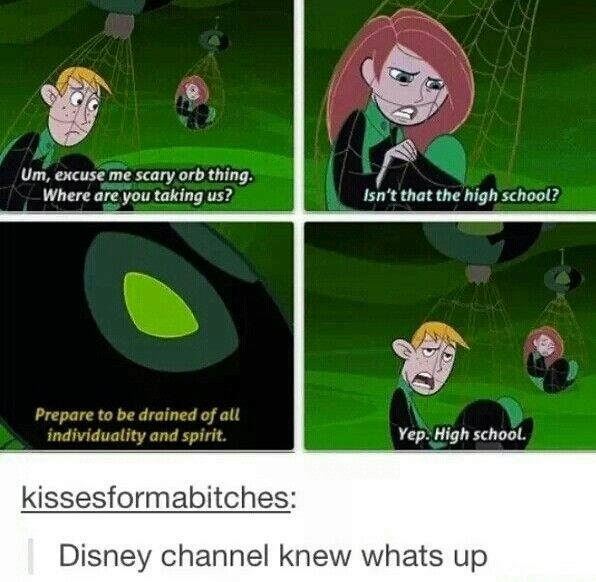 Um, excuse me scary orb thing.
Where are you taking us?
Isn't that the high school?
Prepare to be drained of all
individuality and spirit.
Yep. High school.
kissesformabitches:
Disney channel knew whats up